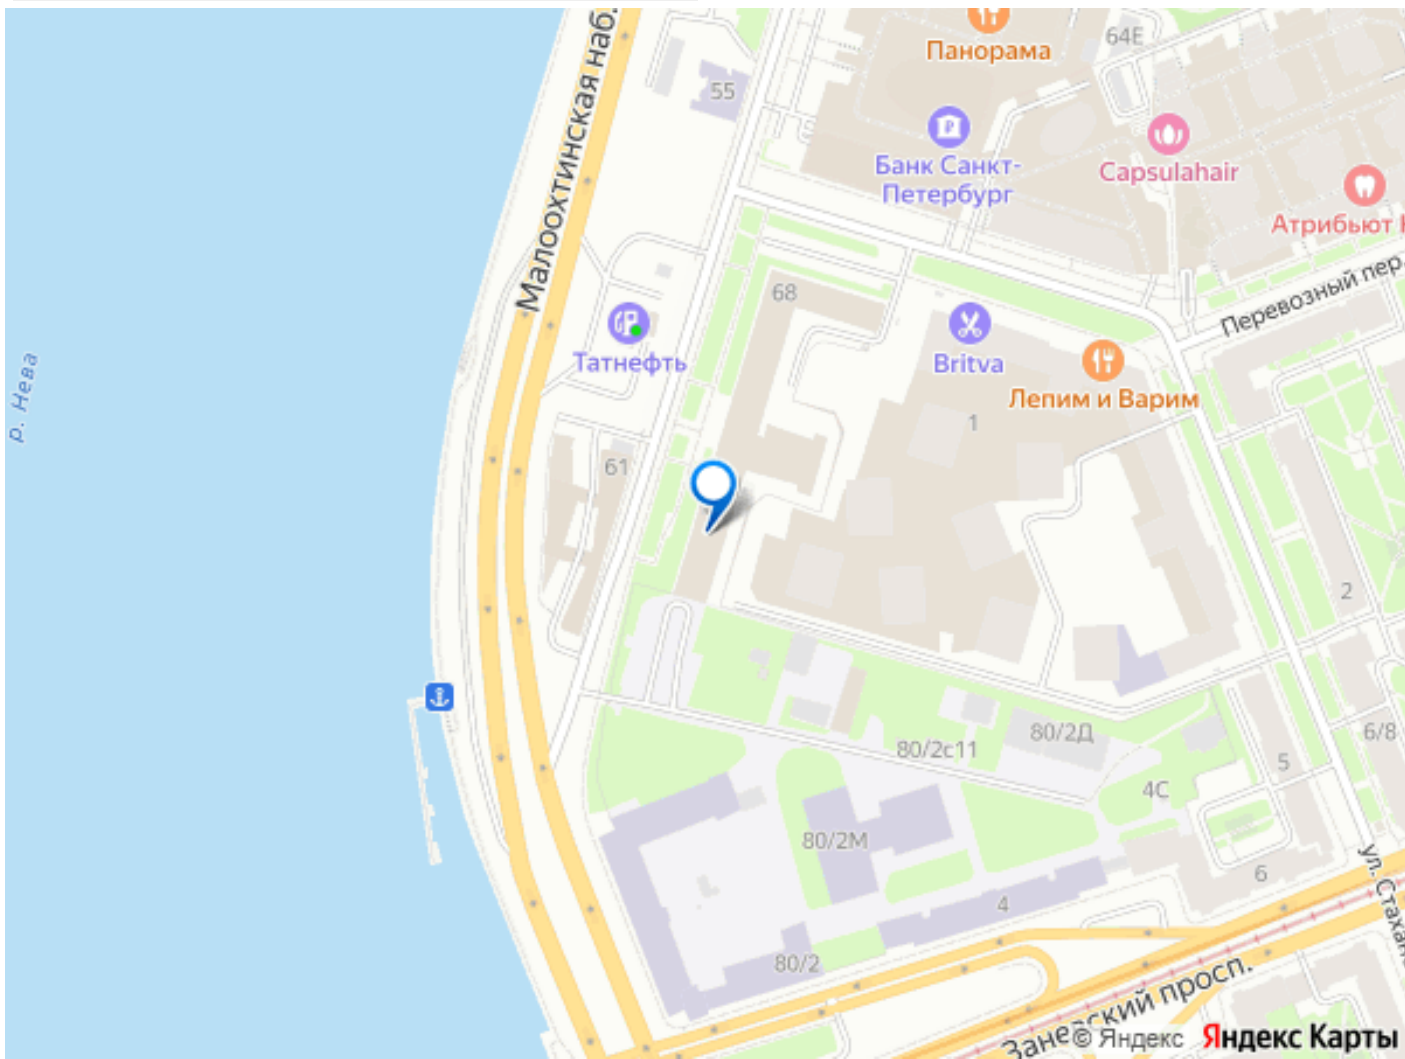 64Е
Панорама
Малоохтинская наб.
55
Банк Санкт-
Петербург
Capsulahair
Атрибьют
Перевозный пер.
68
Татнефть
Britva
Лепим и Варим
р. Нева
1
61
2
80/2с11
80/2Д
6/8
5
4С
80/2М
6
4
80/2
ул. Стахан
Заневский просп.
© Яндекс
Яндекс Карты